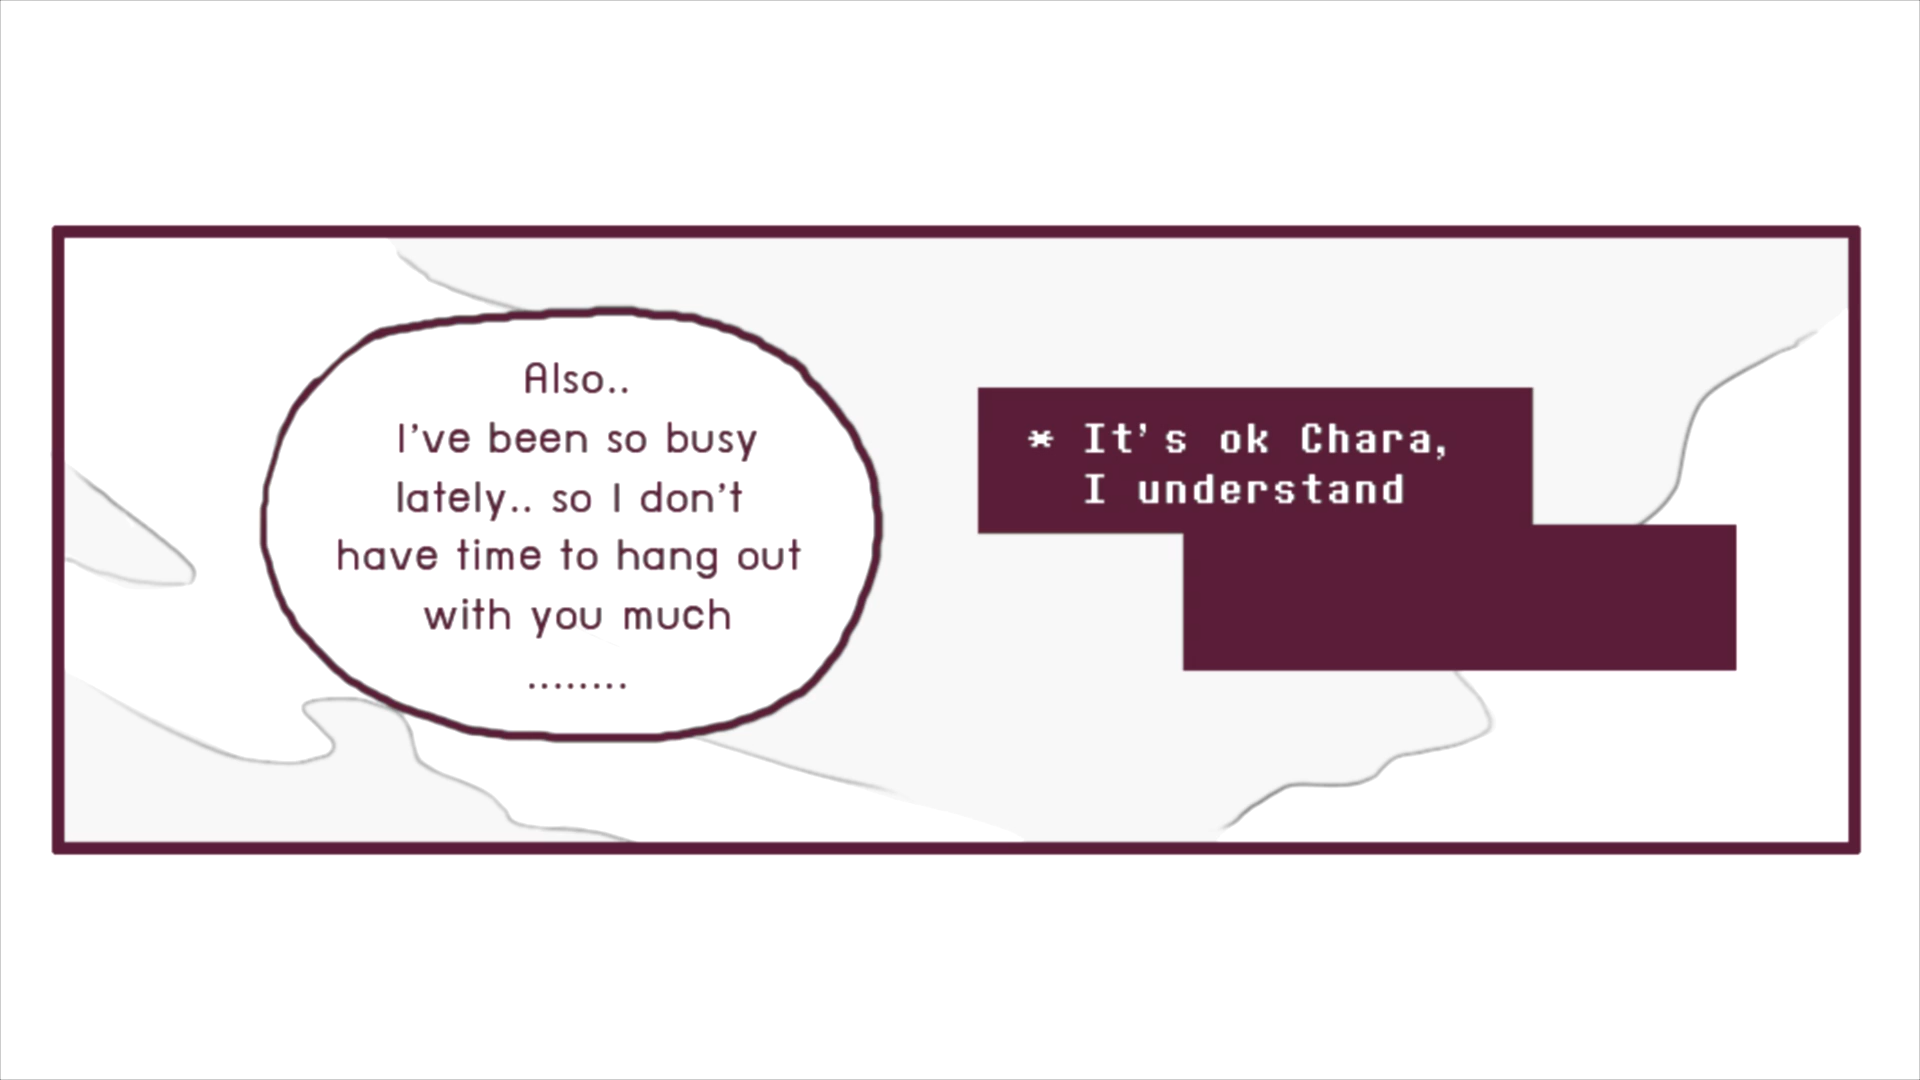 Also..
I've been so busy
lately.. so I don't
have time to hang out
with you much
........
* It's ok Chara,
I understand